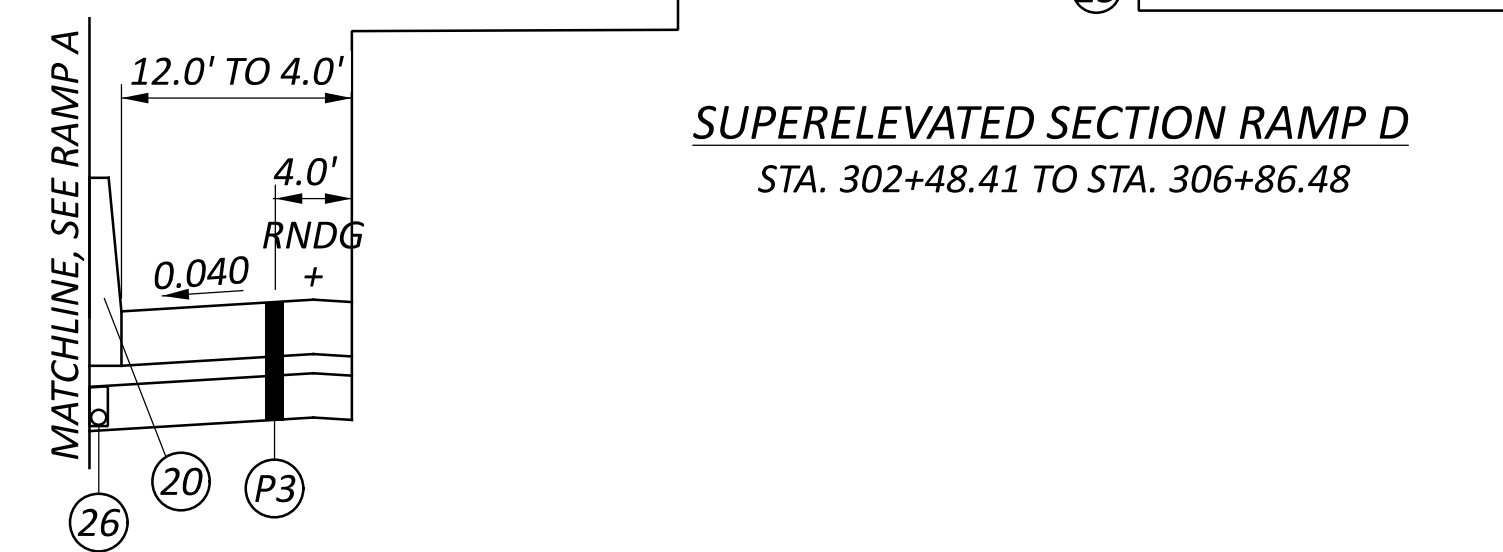 MATCHLINE, SEE RAMP A
12.0' TO 4.0'
4.0'
RNDG
+
0.040
20
P3
26
SUPERELEVATED SECTION RAMP D
STA. 302+48.41 TO STA. 306+86.48